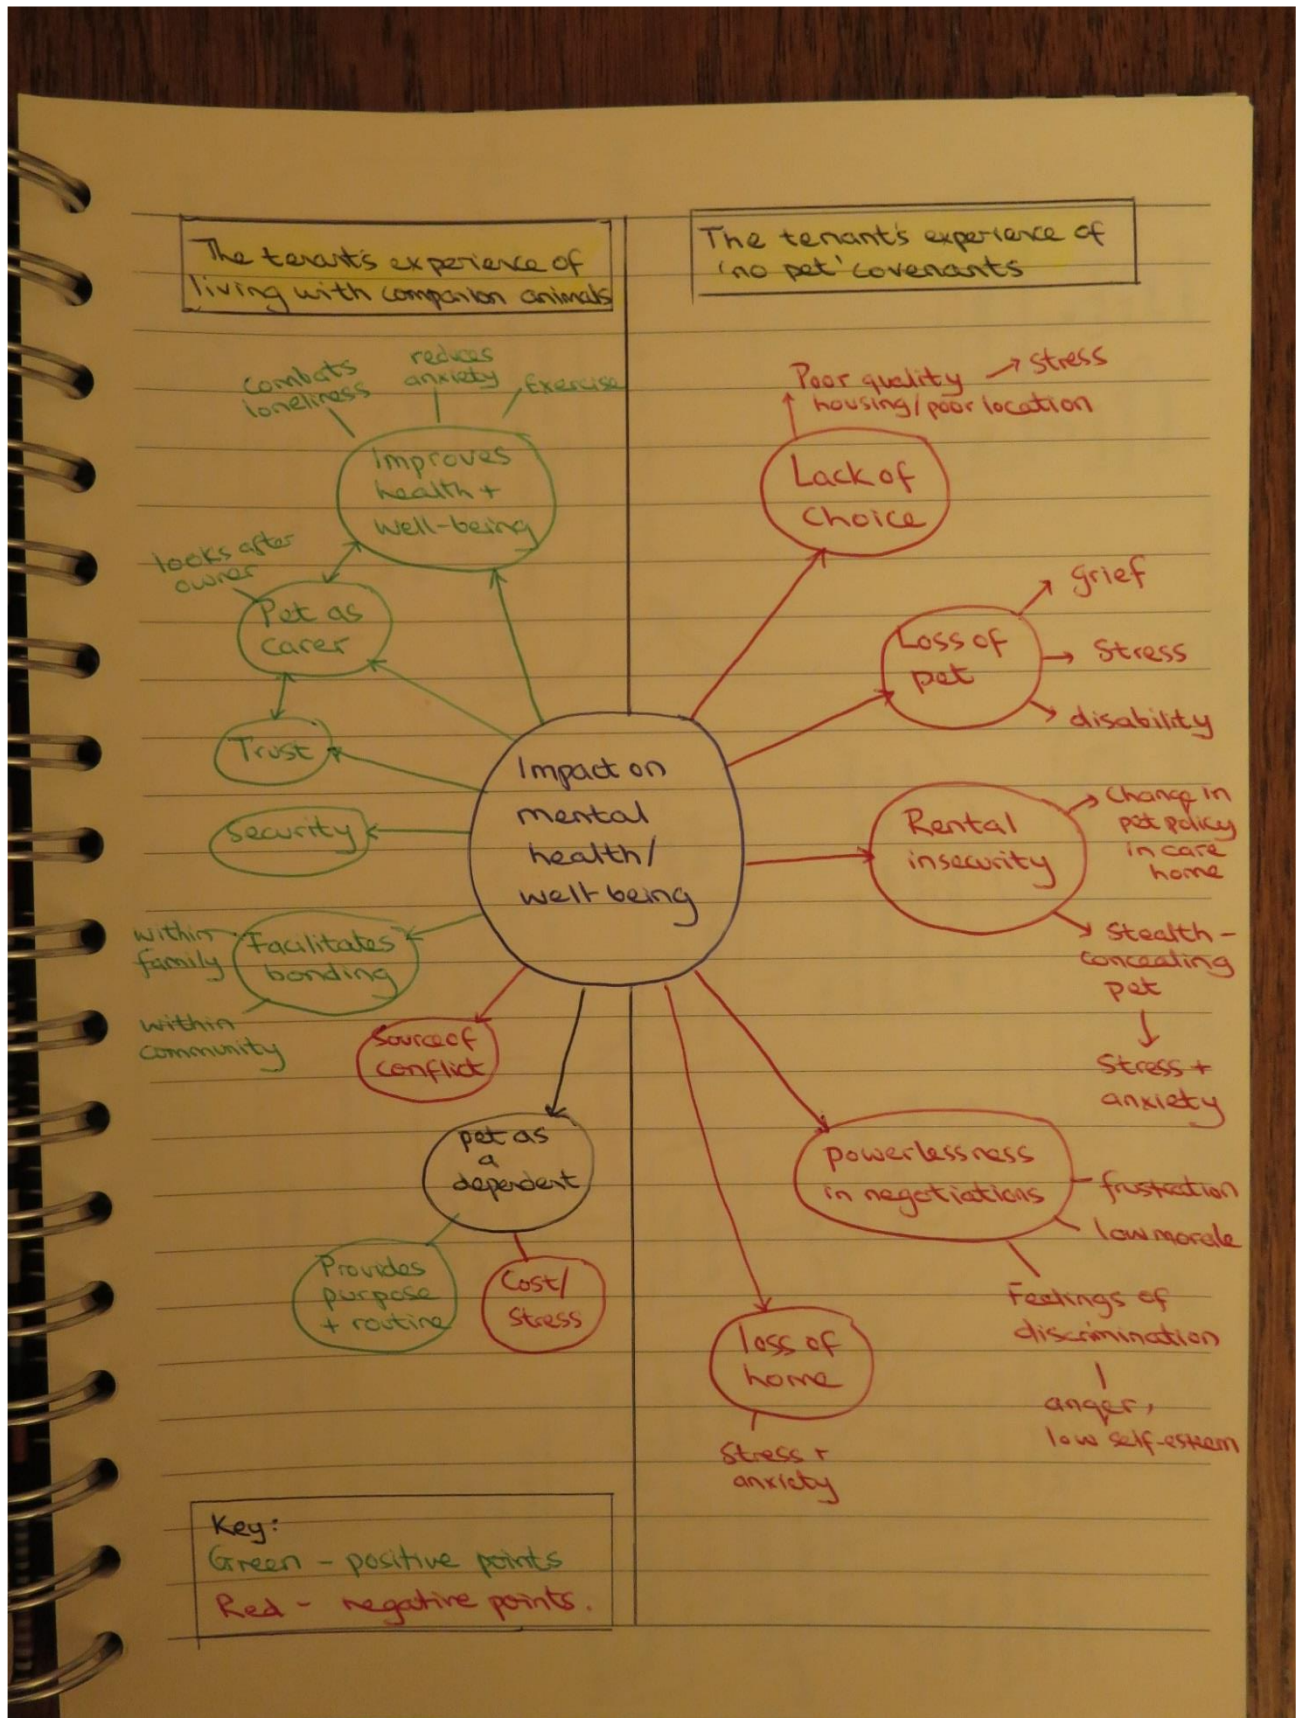 The tenant's experience of
living with companion animals
The tenant's experience of
'no pet' covenants
combats
loneliness
reduces
anxiety
Exercise
Improves
health +
well-being
looks after
owner
Pet as
carer
Trust
Security
within
family
Facilitates
bonding
within
community
Source of
conflict
pet as
a
dependent
Provides
purpose
+ routine
Cost/
Stress
Impact on
mental
health/
well-being
Poor quality
housing/poor location
Stress
Lack of
Choice
Loss of
pet
grief
Stress
disability
Rental
insecurity
Change in
pet policy
in care
home
Stealth -
concealing
pet
Stress +
anxiety
powerlessness
in negotiations
frustration
low morale
Feelings of
discrimination
anger,
low self-esteem
loss of
home
Stress +
anxiety
Key:
Green - positive points
Red - negative points.